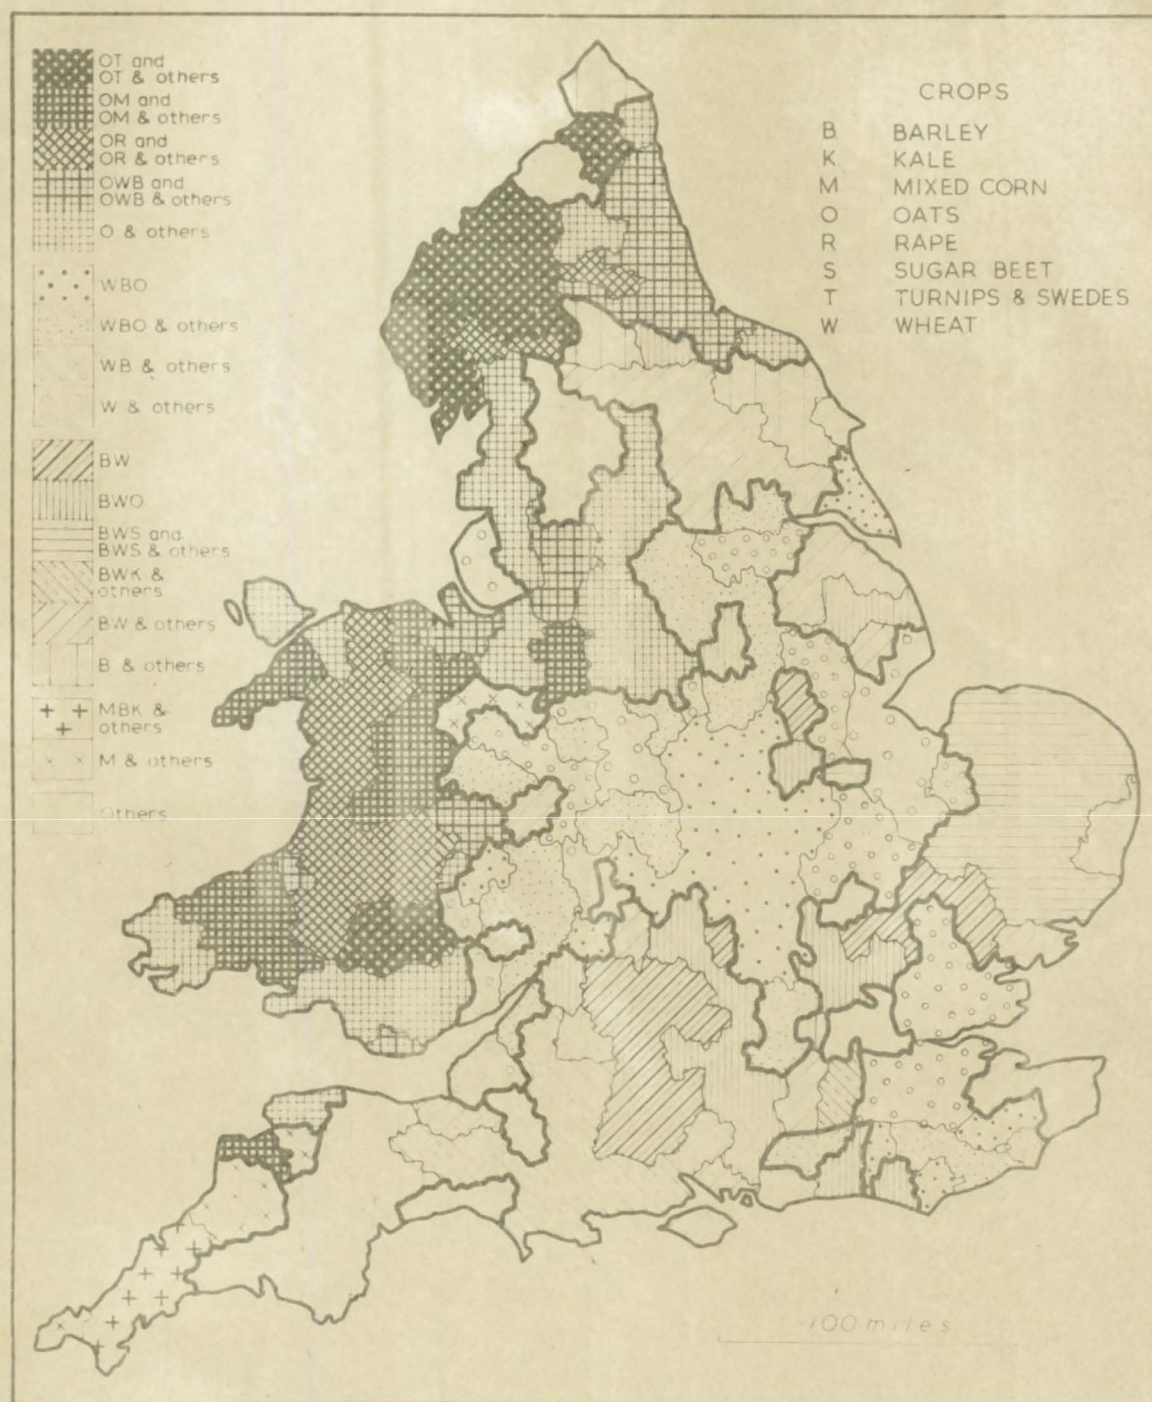 OT and
OT & others
OM and
OM & others
OR and
OR & others
OWB and
OWB & others
O & others
WBO
WBO & others
WB & others
W & others
BW
BWO
BWS and
BWS & others
BWK &
others
BW & others
B & others
MBK &
others
M & others
Others
CROPS
B BARLEY
K KALE
M MIXED CORN
O OATS
R RAPE
S SUGAR BEET
T TURNIPS & SWEDES
W WHEAT
100 miles